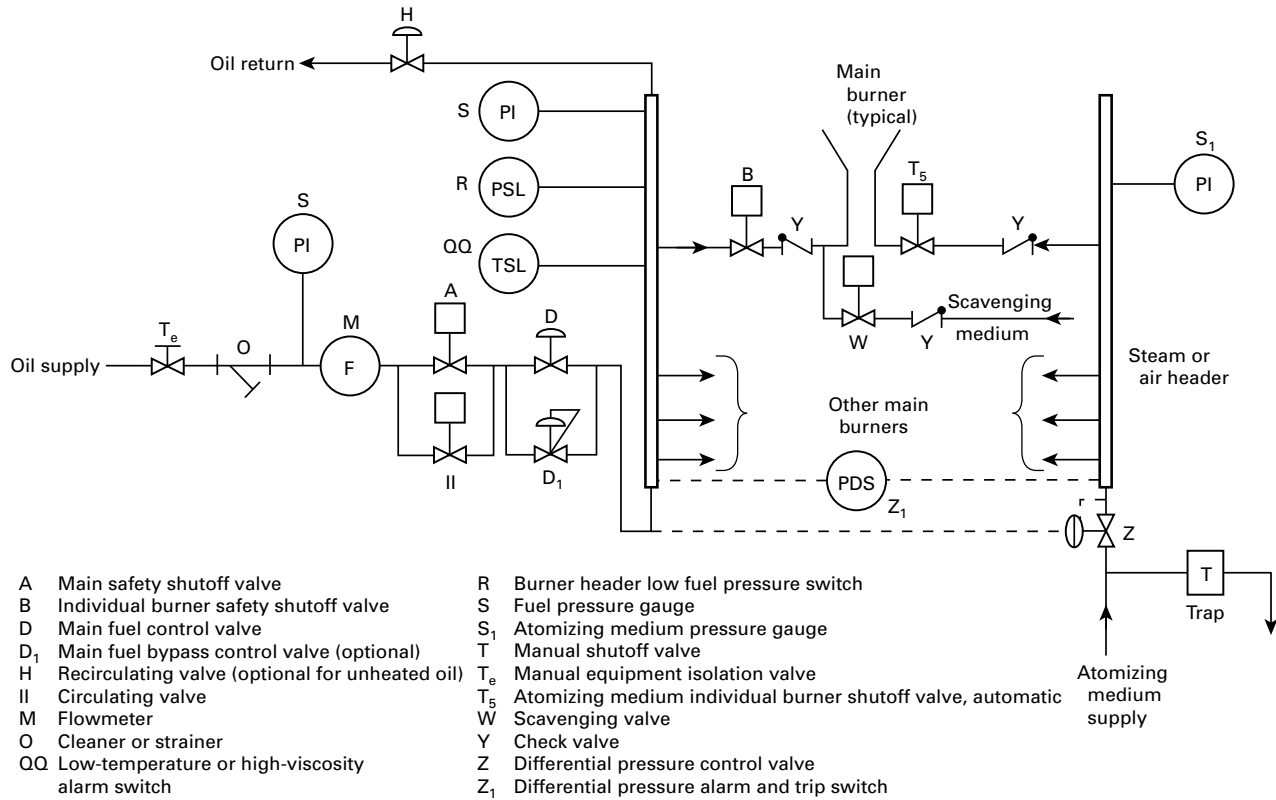 H
Oil return
Main
burner
(typical)
S
PI
S₁
PI
R
PSL
B
T₅
S
PI
QQ
TSL
Y
Y
A
M
D
Scavenging
medium
Tₑ
O
W
Y
Oil supply
F
Steam or
air header
Other main
burners
II
D₁
PDS
Z₁
Z
T
Trap
Atomizing
medium
supply
A Main safety shutoff valve
B Individual burner safety shutoff valve
D Main fuel control valve
D₁ Main fuel bypass control valve (optional)
H Recirculating valve (optional for unheated oil)
II Circulating valve
M Flowmeter
O Cleaner or strainer
QQ Low-temperature or high-viscosity
alarm switch
R Burner header low fuel pressure switch
S Fuel pressure gauge
S₁ Atomizing medium pressure gauge
T Manual shutoff valve
Tₑ Manual equipment isolation valve
T₅ Atomizing medium individual burner shutoff valve, automatic
W Scavenging valve
Y Check valve
Z Differential pressure control valve
Z₁ Differential pressure alarm and trip switch